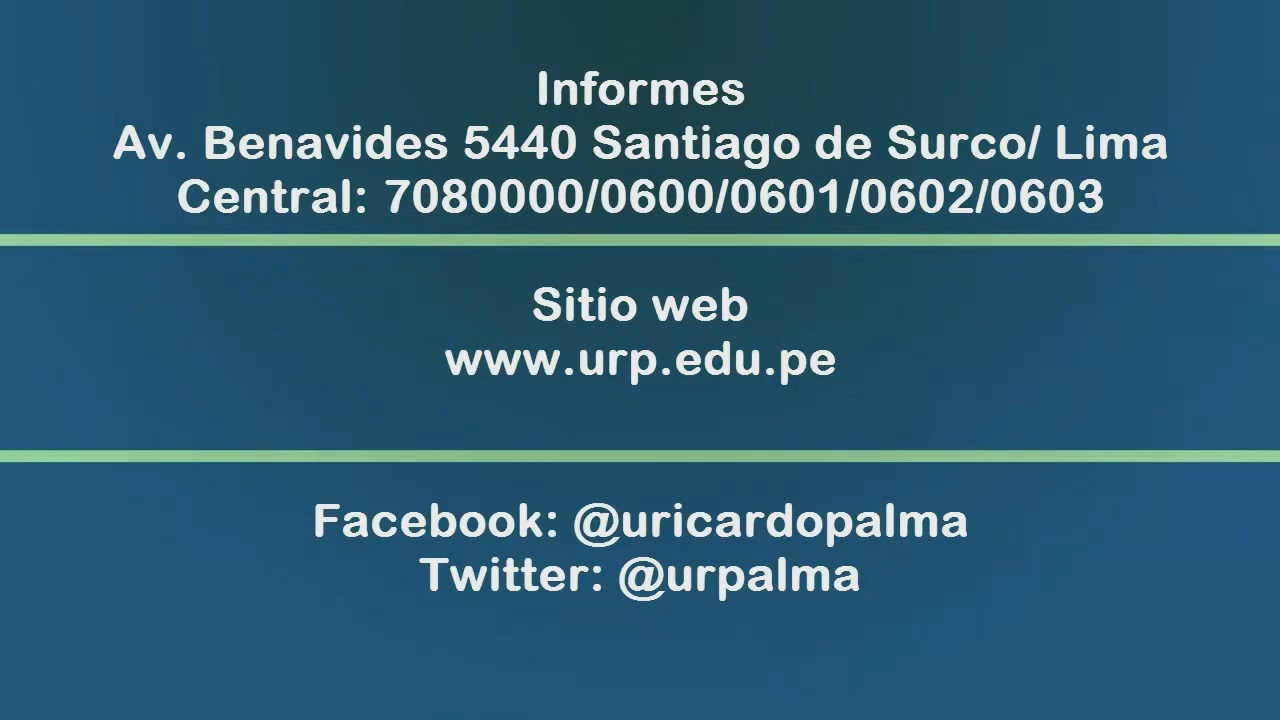 Informes
Av. Benavides 5440 Santiago de Surco/ Lima
Central: 7080000/0600/0601/0602/0603
Sitio web
www.urp.edu.pe
Facebook: @uricardopalma
Twitter: @urpalma